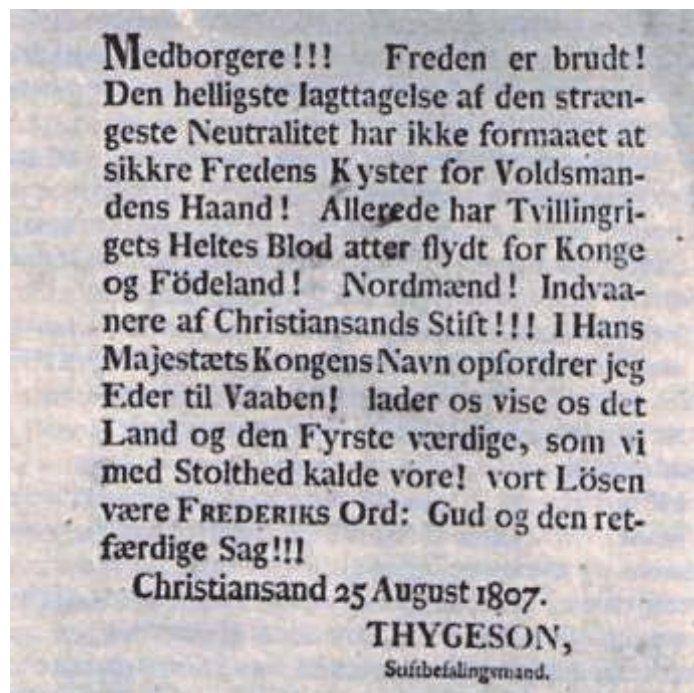 Medborgere!!! Freden er brudt!
Den helligste Iagttagelse af den stræn-
geste Neutralitet har ikke formaaet at
sikkre Fredens Kyster for Voldsman-
dens Haand! Allerede har Tvillingri-
gets Heltes Blod atter flydt for Konge
og Födeland! Nordmænd! Indvaa-
nere af Christiansands Stift!!! I Hans
Majestæts Kongens Navn opfordrer jeg
Eder til Vaaben! lader os vise os det
Land og den Fyrste værdige, som vi
med Stolthed kalde vore! vort Lösen
være FREDERIKS Ord: Gud og den ret-
færdige Sag!!!
Christiansand 25 August 1807.
THYGESON,
Stiftbefalingsmand.